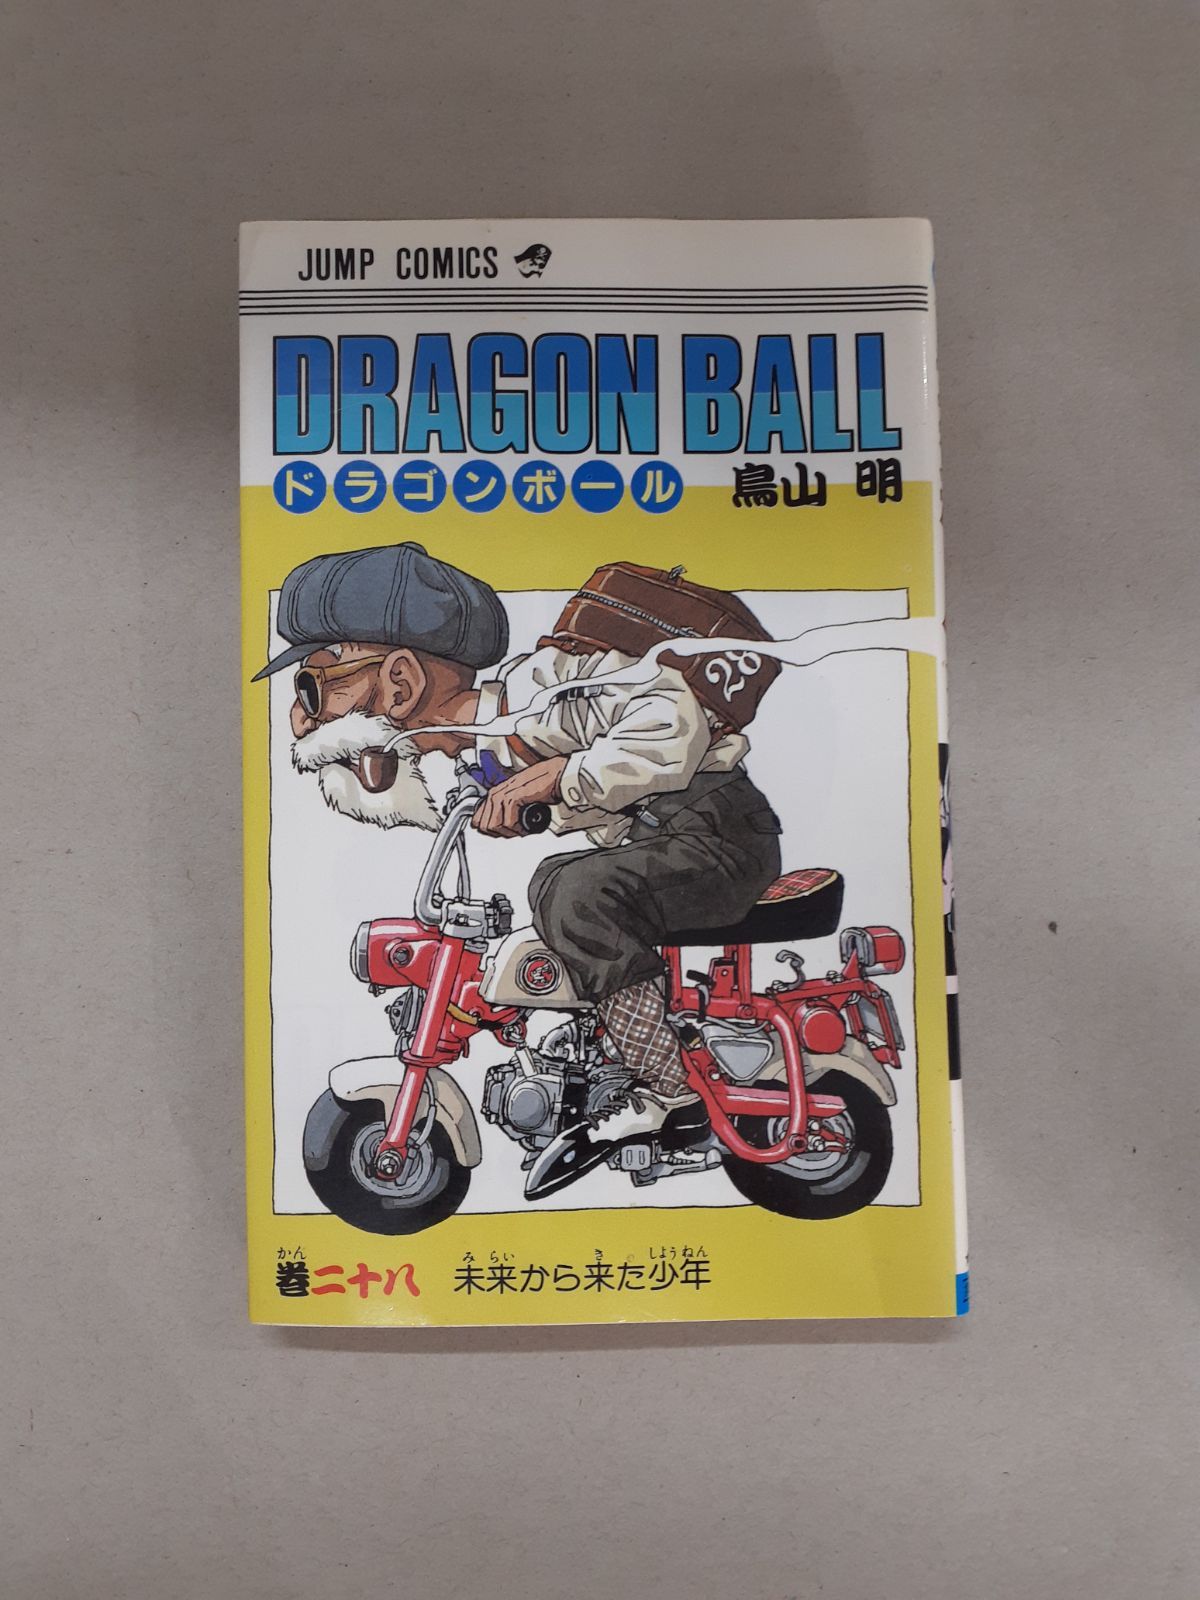 JUMP COMICS
DRAGON BALL
ドラゴンボール
鳥山 明
28
かん
巻二十八
みらい き しょうねん
未来から来た少年